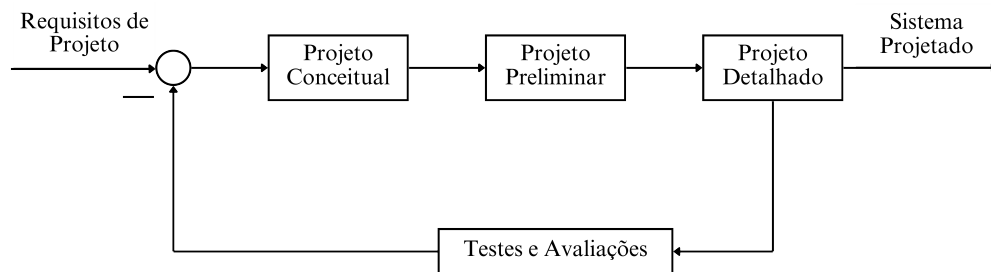 Requisitos de
Projeto
Projeto
Conceitual
Projeto
Preliminar
Projeto
Detalhado
Sistema
Projetado
—
Testes e Avaliações